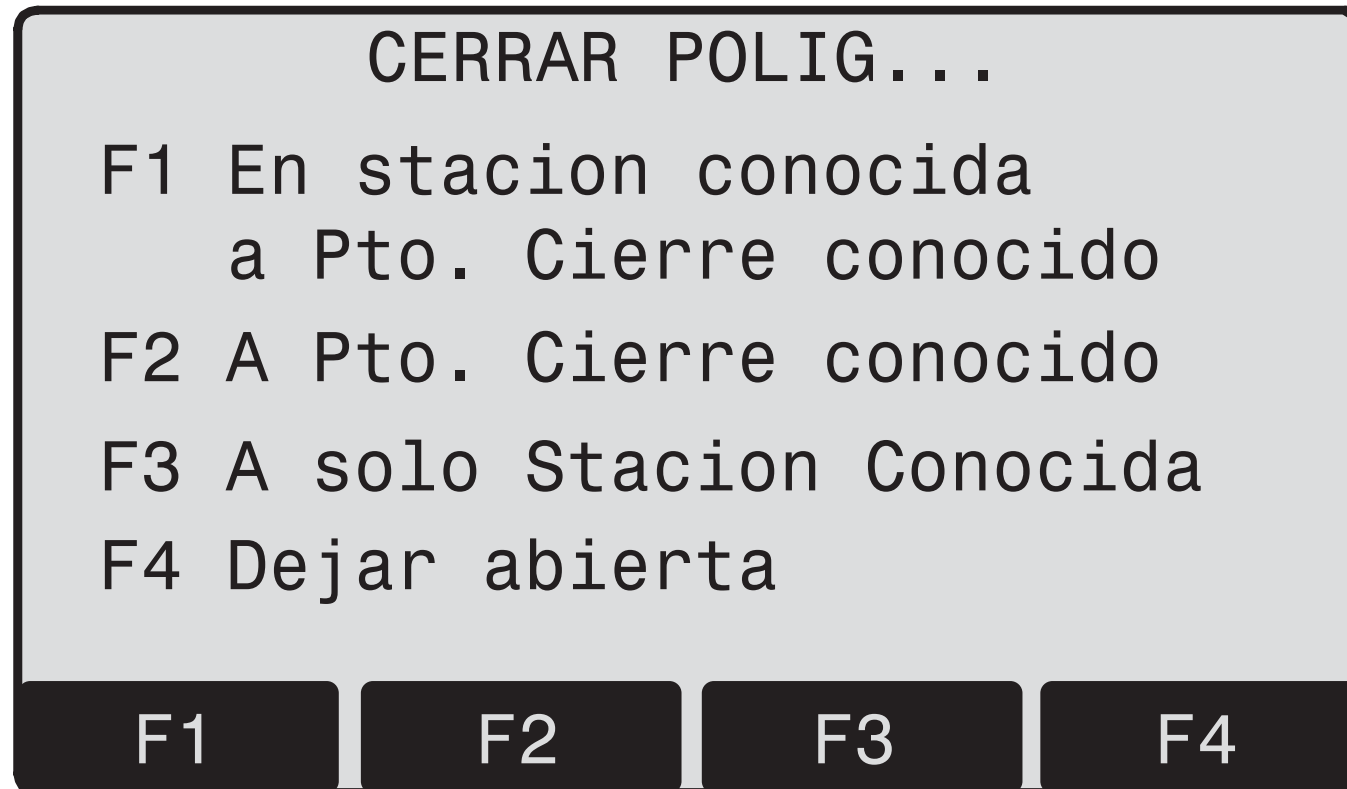 CERRAR POLIG...
F1 En stacion conocida
a Pto. Cierre conocido
F2 A Pto. Cierre conocido
F3 A solo Stacion Conocida
F4 Dejar abierta
F1 F2 F3 F4